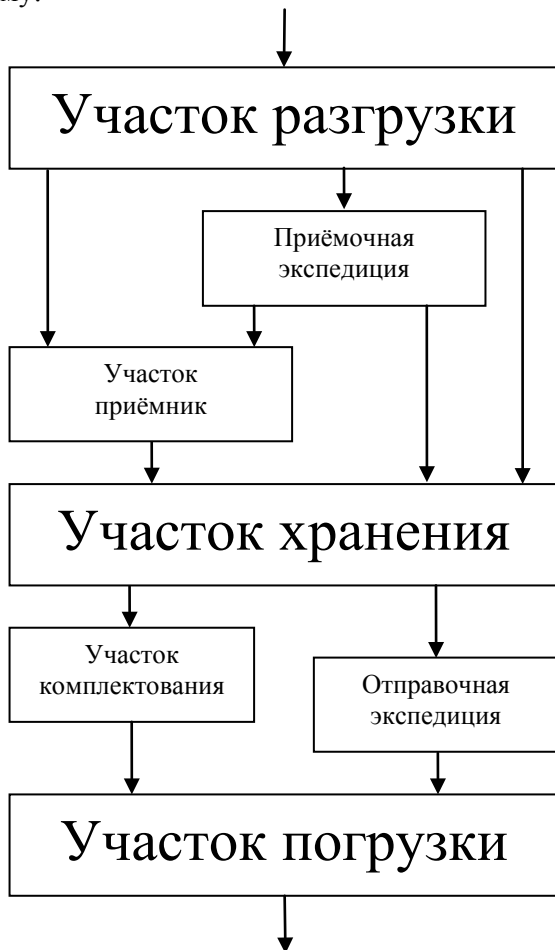 Участок разгрузки
Приёмочная
экспедиция
Участок
приёмник
Участок хранения
Участок
комплектования
Отправочная
экспедиция
Участок погрузки